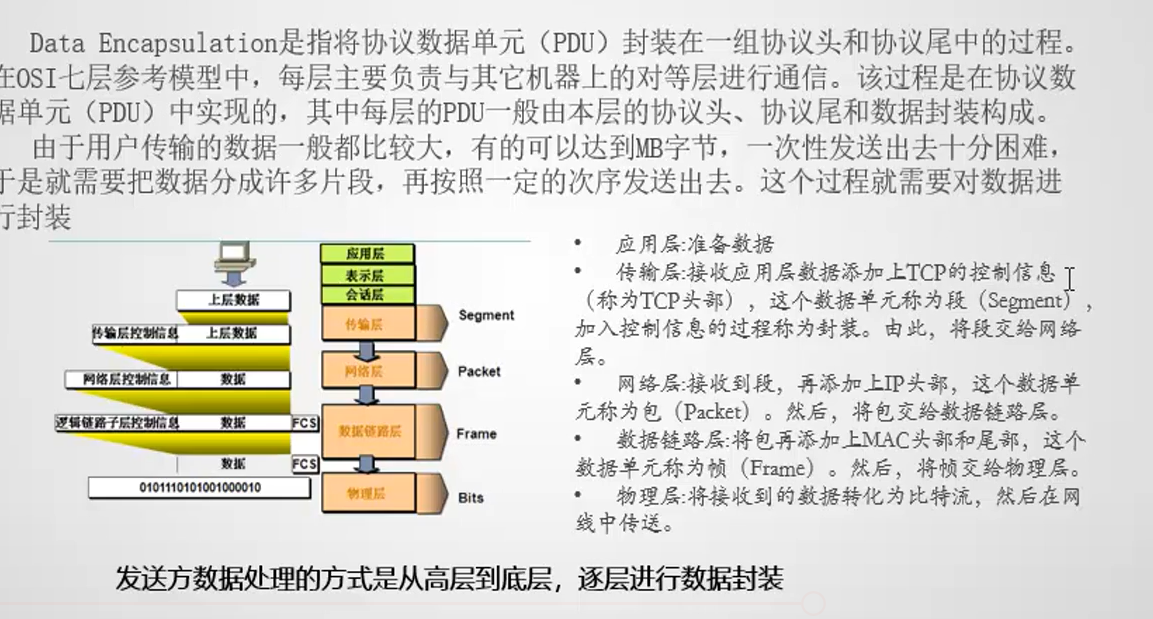 Data Encapsulation是指将协议数据单元（PDU）封装在一组协议头和协议尾中的过程。
在OSI七层参考模型中，每层主要负责与其它机器上的对等层进行通信。该过程是在协议数
据单元（PDU）中实现的，其中每层的PDU一般由本层的协议头、协议尾和数据封装构成。
由于用户传输的数据一般都比较大，有的可以达到MB字节，一次性发送出去十分困难，
于是就需要把数据分成许多片段，再按照一定的次序发送出去。这个过程就需要对数据进
行封装
上层数据
传输层控制信息 上层数据
网络层控制信息 数据
逻辑链路子层控制信息 数据 FCS
数据 FCS
0101110101001000010
应用层
表示层
会话层
传输层 Segment
网络层 Packet
数据链路层 Frame
物理层 Bits
• 应用层:准备数据
• 传输层:接收应用层数据添加上TCP的控制信息
（称为TCP头部），这个数据单元称为段（Segment），
加入控制信息的过程称为封装。由此，将段交给网络
层。
• 网络层:接收到段，再添加上IP头部，这个数据单
元称为包（Packet）。然后，将包交给数据链路层。
• 数据链路层:将包再添加上MAC头部和尾部，这个
数据单元称为帧（Frame）。然后，将帧交给物理层。
• 物理层:将接收到的数据转化为比特流，然后在网
线中传送。
发送方数据处理的方式是从高层到底层，逐层进行数据封装